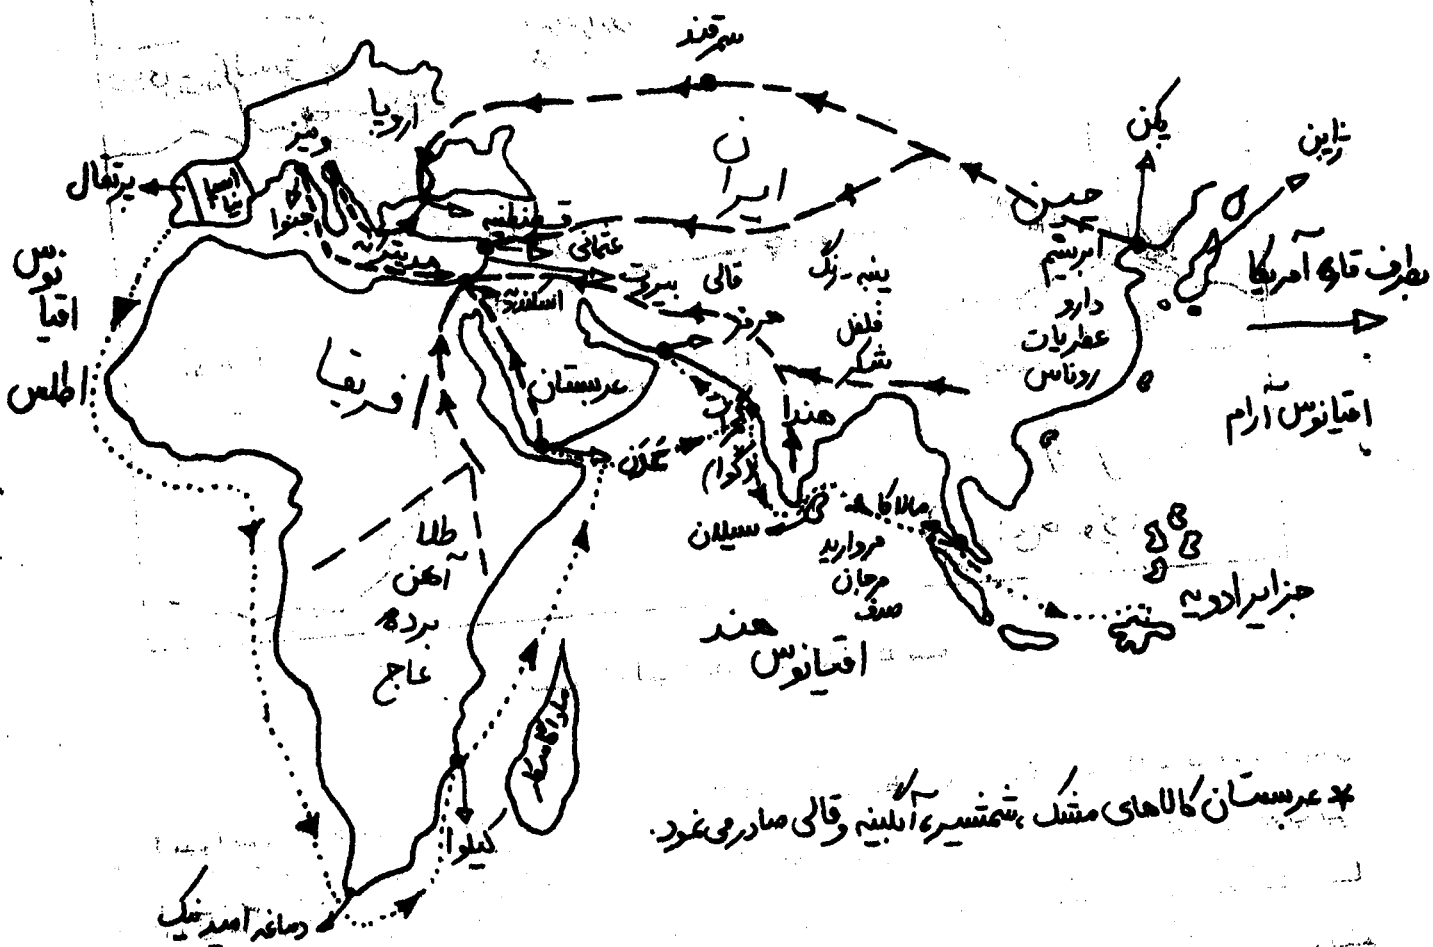 سمرقند
اروپا
ونیز
پکن
ژاپن
ایران
پرتغال
اسپانیا
جنوا
چین
قسطنطنیه
عثمانی
مدیترانه
ابریشم
دارو
عطریات
روناس
بطرف قاره آمریکا
اقیانوس
اطلس
اسکندریه
بیروت
قالی
پنبه - رنگ
فلفل
شکر
هرمز
آفریقا
عربستان
هند
عدن
اقیانوس آرام
سیلان
مالاکا
مروارید
مرجان
صدف
جزایر ادویه
طلا
آهن
برده
عاج
اقیانوس هند
ماداگاسکار
کیلوا
دماغه امید نیک
* عربستان کالاهای مشک، شمشیر، آبگینه و قالی صادر می نمود.